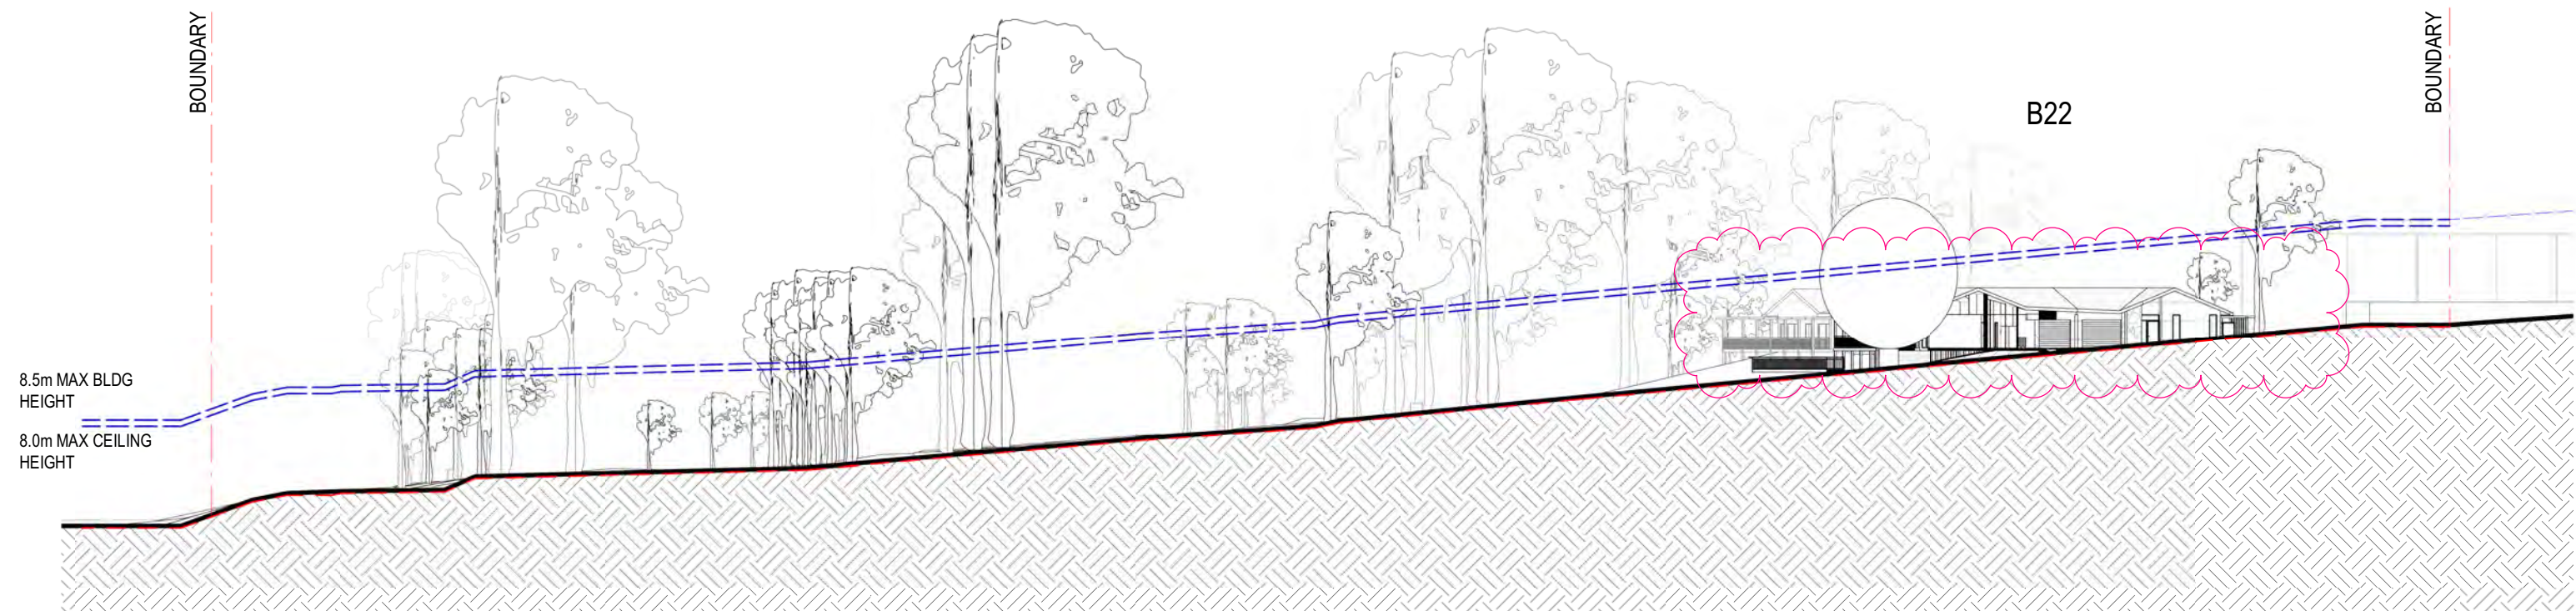 BOUNDARY
B22
BOUNDARY
8.5m MAX BLDG
HEIGHT
8.0m MAX CEILING
HEIGHT